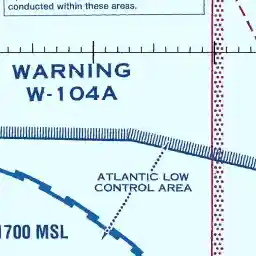 conducted within these areas.
WARNING
W-104A
ATLANTIC LOW
CONTROL AREA
1700 MSL